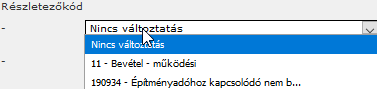 Részletezőkód
- Nincs változtatás
Nincs változtatás
- 11 - Bevétel - működési
190934 - Építményadóhoz kapcsolódó nem b...